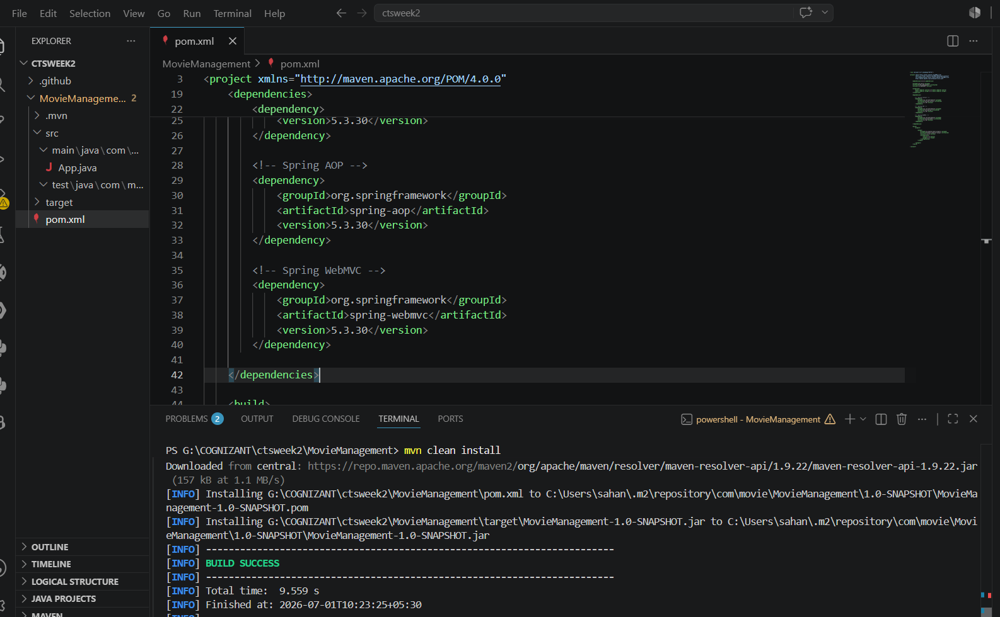 File Edit Selection View Go Run Terminal Help
ctsweek2
EXPLORER
CTSWEEK2
.github
MovieManageme... 2
.mvn
src
main\java\com\...
App.java
test\java\com\m...
target
pom.xml
OUTLINE
TIMELINE
LOGICAL STRUCTURE
JAVA PROJECTS
MAVEN
pom.xml
MovieManagement > pom.xml
3 <project xmlns="http://maven.apache.org/POM/4.0.0"
19 <dependencies>
22 <dependency>
25 <version>5.3.30</version>
26 </dependency>
27
28 <!-- Spring AOP -->
29 <dependency>
30 <groupId>org.springframework</groupId>
31 <artifactId>spring-aop</artifactId>
32 <version>5.3.30</version>
33 </dependency>
34
35 <!-- Spring WebMVC -->
36 <dependency>
37 <groupId>org.springframework</groupId>
38 <artifactId>spring-webmvc</artifactId>
39 <version>5.3.30</version>
40 </dependency>
41
42 </dependencies>
43
44 <build>
PROBLEMS 2 OUTPUT DEBUG CONSOLE TERMINAL PORTS
powershell - MovieManagement
PS G:\COGNIZANT\ctsweek2\MovieManagement> mvn clean install
Downloaded from central: https://repo.maven.apache.org/maven2/org/apache/maven/resolver/maven-resolver-api/1.9.22/maven-resolver-api-1.9.22.jar
(157 kB at 1.1 MB/s)
[INFO] Installing G:\COGNIZANT\ctsweek2\MovieManagement\pom.xml to C:\Users\sahan\.m2\repository\com\movie\MovieManagement\1.0-SNAPSHOT\MovieMa
nagement-1.0-SNAPSHOT.pom
[INFO] Installing G:\COGNIZANT\ctsweek2\MovieManagement\target\MovieManagement-1.0-SNAPSHOT.jar to C:\Users\sahan\.m2\repository\com\movie\Movi
eManagement\1.0-SNAPSHOT\MovieManagement-1.0-SNAPSHOT.jar
[INFO] ------------------------------------------------------------------------
[INFO] BUILD SUCCESS
[INFO] ------------------------------------------------------------------------
[INFO] Total time:  9.559 s
[INFO] Finished at: 2026-07-01T10:23:25+05:30